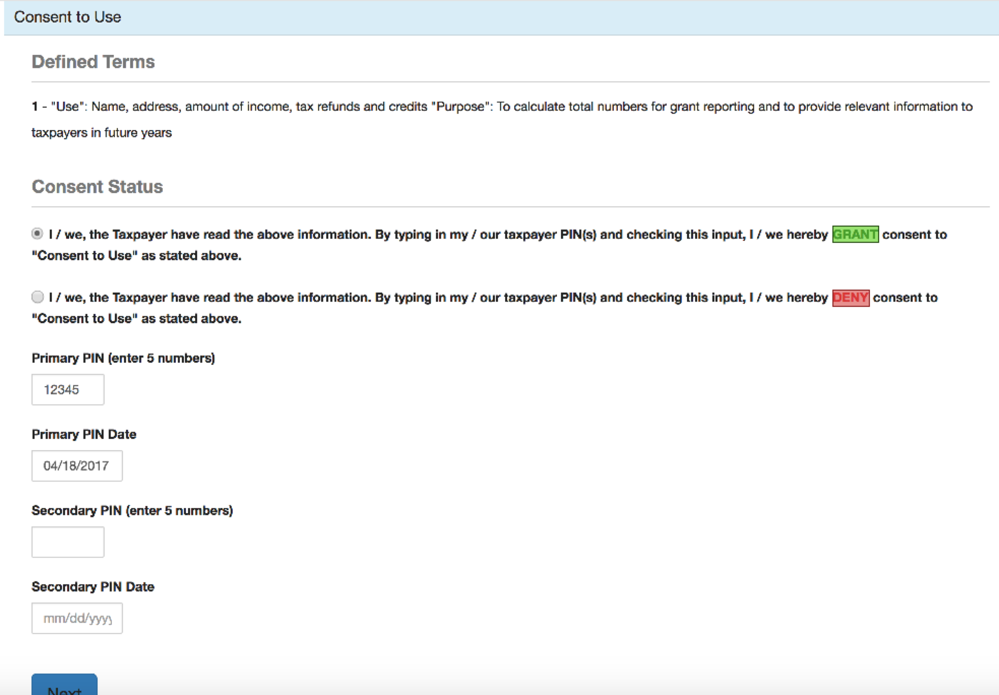 Consent to Use
Defined Terms
1 - "Use": Name, address, amount of income, tax refunds and credits "Purpose": To calculate total numbers for grant reporting and to provide relevant information to
taxpayers in future years
Consent Status
I / we, the Taxpayer have read the above information. By typing in my / our taxpayer PIN(s) and checking this input, I / we hereby GRANT consent to
"Consent to Use" as stated above.
I / we, the Taxpayer have read the above information. By typing in my / our taxpayer PIN(s) and checking this input, I / we hereby DENY consent to
"Consent to Use" as stated above.
Primary PIN (enter 5 numbers)
12345
Primary PIN Date
04/18/2017
Secondary PIN (enter 5 numbers)
Secondary PIN Date
mm/dd/yyyy
Next